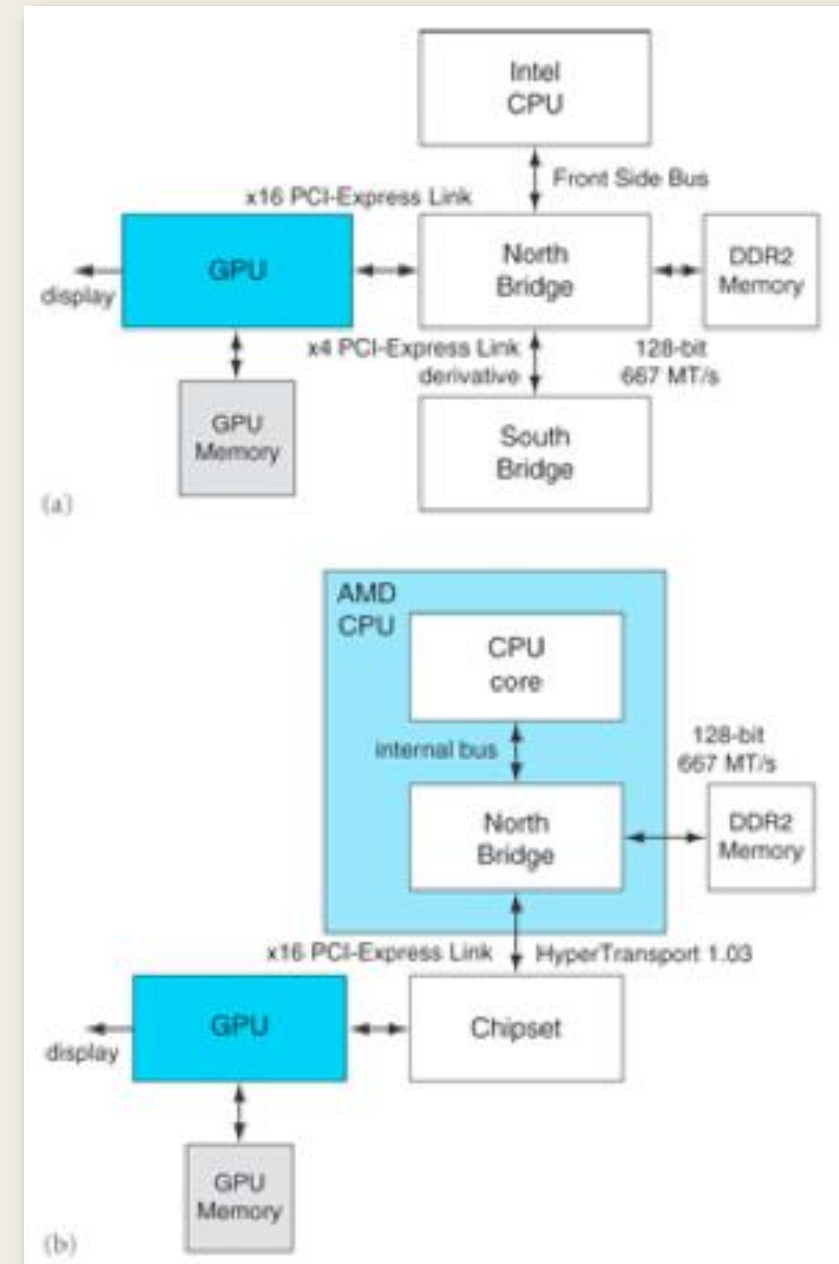 Intel
CPU
Front Side Bus
x16 PCI-Express Link
GPU
North
Bridge
DDR2
Memory
display
x4 PCI-Express Link
derivative
128-bit
667 MT/s
GPU
Memory
South
Bridge
(a)
AMD
CPU
CPU
core
internal bus
128-bit
667 MT/s
North
Bridge
DDR2
Memory
x16 PCI-Express Link
HyperTransport 1.03
GPU
Chipset
display
GPU
Memory
(b)